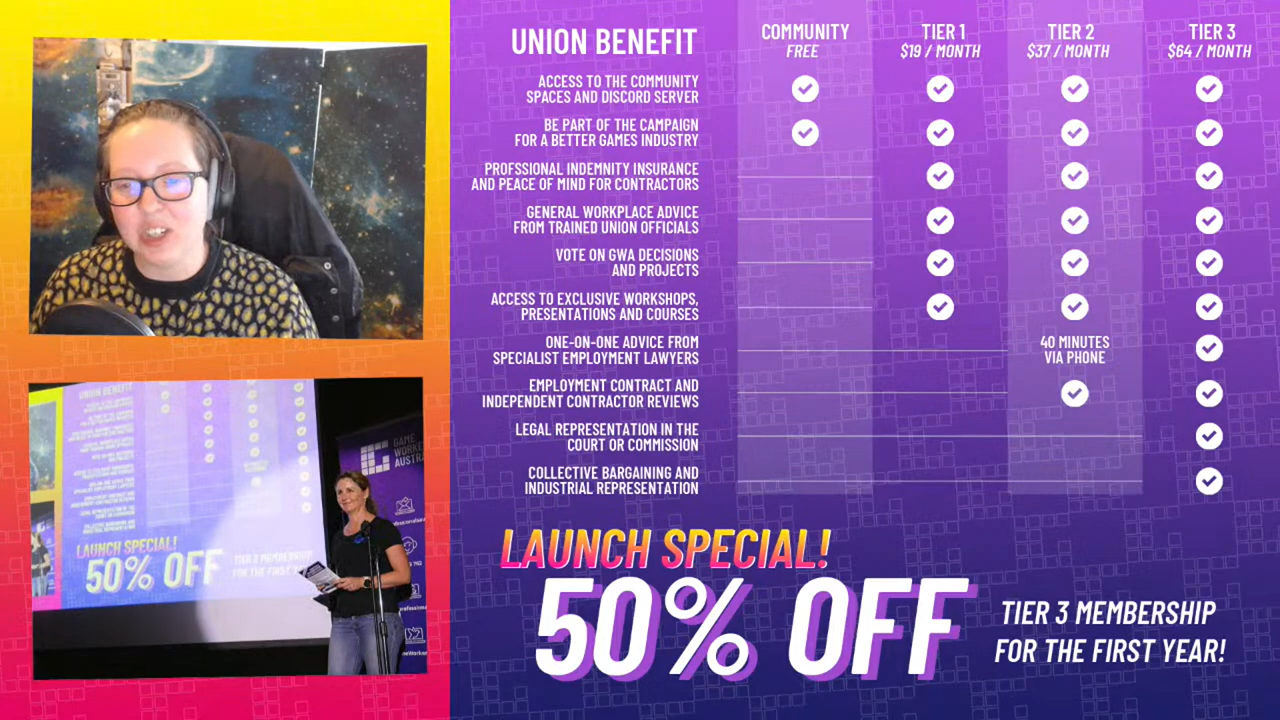 UNION BENEFIT
COMMUNITY
FREE
TIER 1
$19 / MONTH
TIER 2
$37 / MONTH
TIER 3
$64 / MONTH
ACCESS TO THE COMMUNITY
SPACES AND DISCORD SERVER
BE PART OF THE CAMPAIGN
FOR A BETTER GAMES INDUSTRY
PROFSSIONAL INDEMNITY INSURANCE
AND PEACE OF MIND FOR CONTRACTORS
GENERAL WORKPLACE ADVICE
FROM TRAINED UNION OFFICIALS
VOTE ON GWA DECISIONS
AND PROJECTS
ACCESS TO EXCLUSIVE WORKSHOPS,
PRESENTATIONS AND COURSES
ONE-ON-ONE ADVICE FROM
SPECIALIST EMPLOYMENT LAWYERS
40 MINUTES
VIA PHONE
EMPLOYMENT CONTRACT AND
INDEPENDENT CONTRACTOR REVIEWS
LEGAL REPRESENTATION IN THE
COURT OR COMMISSION
COLLECTIVE BARGAINING AND
INDUSTRIAL REPRESENTATION
LAUNCH SPECIAL!
50% OFF
TIER 3 MEMBERSHIP
FOR THE FIRST YEAR!
UNION BENEFIT
GAME
WORKE
AUSTRA
LAUNCH SPECIAL!
50% OFF
TIER 3 MEMBERSHIP
FOR THE FIRST